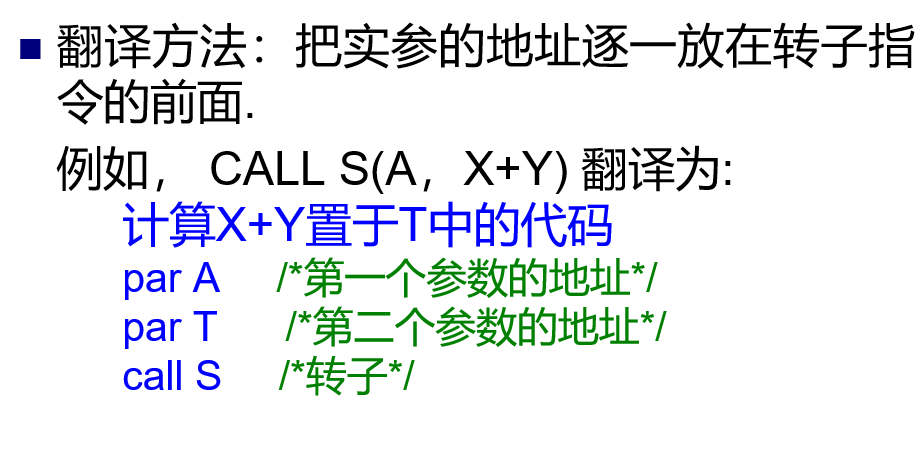 ■ 翻译方法：把实参的地址逐一放在转子指
令的前面.
例如， CALL S(A，X+Y) 翻译为:
计算X+Y置于T中的代码
par A /*第一个参数的地址*/
par T /*第二个参数的地址*/
call S /*转子*/